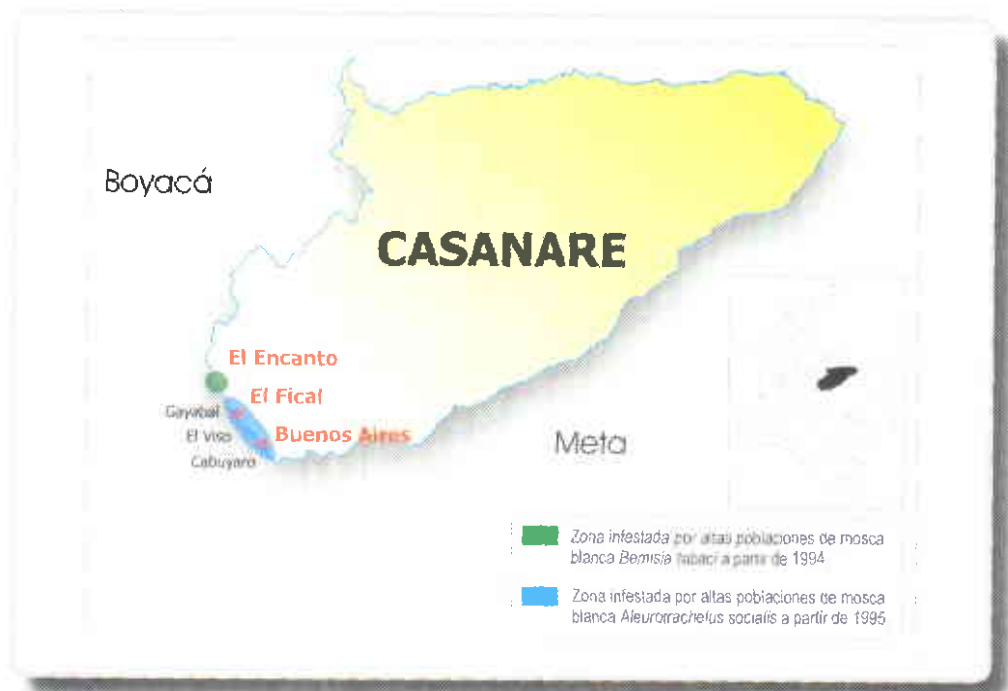 Boyacá
CASANARE
El Encanto
El Fical
Gayabal
El Viso
Buenos Aires
Cabuyaro
Meta
Zona infestada por altas poblaciones de mosca
blanca Bemisia tabaci a partir de 1994
Zona infestada por altas poblaciones de mosca
blanca Aleurotrachelus socialis a partir de 1995